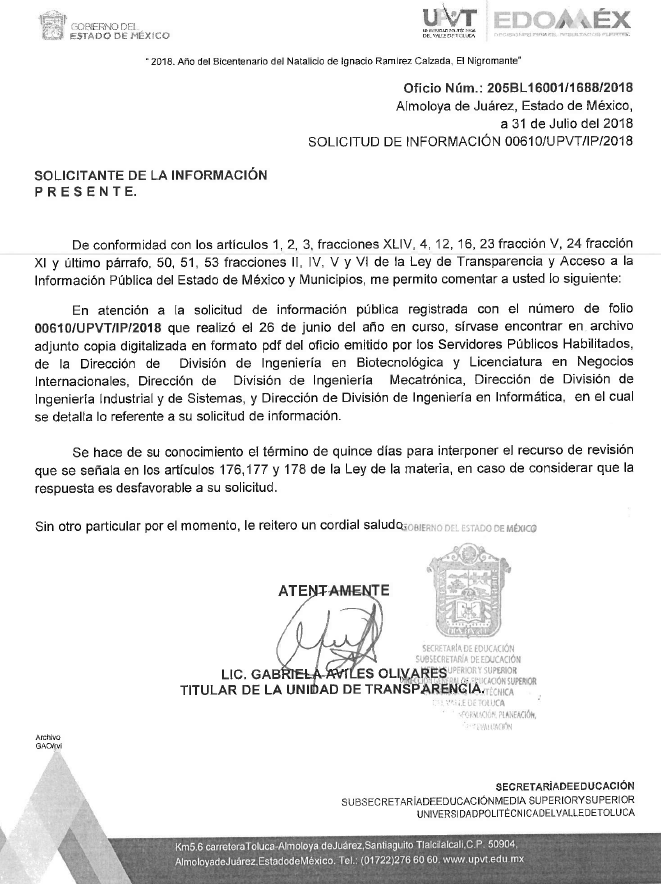 GOBIERNO DEL
ESTADO DE MÉXICO
UPVT
UNIVERSIDAD POLITÉCNICA
DEL VALLE DE TOLUCA
EDOMÉX
DECISIONES FIRMES, RESULTADOS FUERTES.
" 2018. Año del Bicentenario del Natalicio de Ignacio Ramírez Calzada, El Nigromante"
Oficio Núm.: 205BL16001/1688/2018
Almoloya de Juárez, Estado de México,
a 31 de Julio del 2018
SOLICITUD DE INFORMACIÓN 00610/UPVT/IP/2018
SOLICITANTE DE LA INFORMACIÓN
P R E S E N T E.
De conformidad con los artículos 1, 2, 3, fracciones XLIV, 4, 12, 16, 23 fracción V, 24 fracción
XI y último párrafo, 50, 51, 53 fracciones II, IV, V y VI de la Ley de Transparencia y Acceso a la
Información Pública del Estado de México y Municipios, me permito comentar a usted lo siguiente:
En atención a la solicitud de información pública registrada con el número de folio
00610/UPVT/IP/2018 que realizó el 26 de junio del año en curso, sírvase encontrar en archivo
adjunto copia digitalizada en formato pdf del oficio emitido por los Servidores Públicos Habilitados,
de la Dirección de División de Ingeniería en Biotecnológica y Licenciatura en Negocios
Internacionales, Dirección de División de Ingeniería Mecatrónica, Dirección de División de
Ingeniería Industrial y de Sistemas, y Dirección de División de Ingeniería en Informática, en el cual
se detalla lo referente a su solicitud de información.
Se hace de su conocimiento el término de quince días para interponer el recurso de revisión
que se señala en los artículos 176,177 y 178 de la Ley de la materia, en caso de considerar que la
respuesta es desfavorable a su solicitud.
Sin otro particular por el momento, le reitero un cordial saludo
GOBIERNO DEL ESTADO DE MÉXICO
ATENTAMENTE
SECRETARÍA DE EDUCACIÓN
SUBSECRETARÍA DE EDUCACIÓN
SUPERIOR Y SUPERIOR
LIC. GABRIELA AVILES OLIVARES
EDUCACIÓN SUPERIOR
TITULAR DE LA UNIDAD DE TRANSPARENCIA.
VALLE DE TOLUCA
INFORMACIÓN, PLANEACIÓN,
Archivo
GAO/rvi
SECRETARÍADEEDUCACIÓN
SUBSECRETARÍADEEDUCACIÓNMEDIA SUPERIORYSUPERIOR
UNIVERSIDADPOLITÉCNICADELVALLEDETOLUCA
Km5.6 carreteraToluca-Almoloya deJuárez,Santiaguito Tlalcilalcali,C.P. 50904,
AlmoloyadeJuárez,EstadodeMéxico. Tel.: (01722)276 60 60. www.upvt.edu.mx